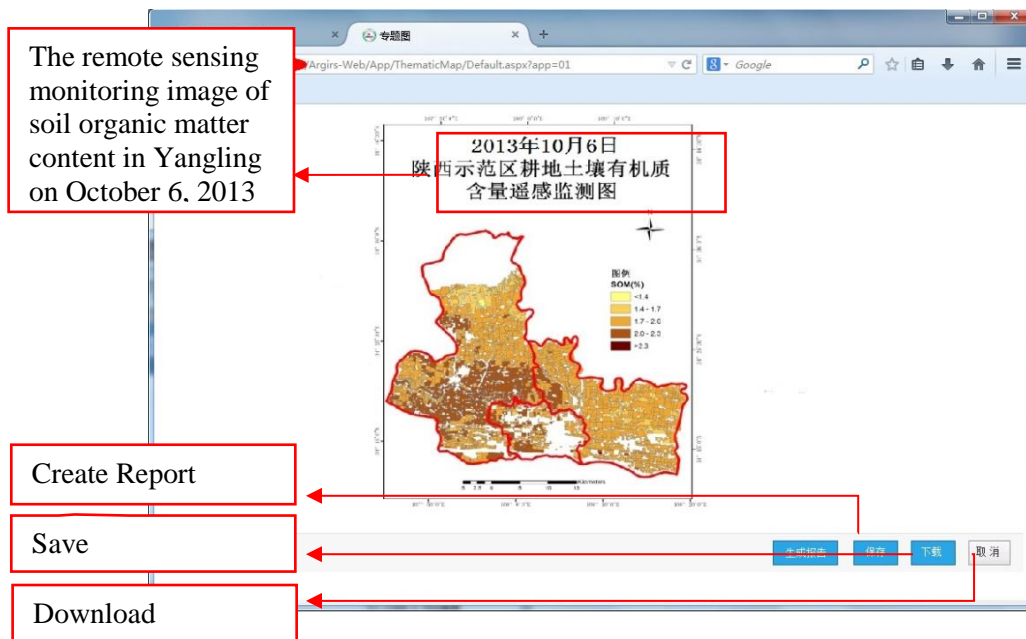 专题图
/Argirs-Web/App/ThematicMap/Default.aspx?app=01
Google
The remote sensing
monitoring image of
soil organic matter
content in Yangling
on October 6, 2013
2013年10月6日
陕西示范区耕地土壤有机质
含量遥感监测图
图例
SOM(%)
<1.4
1.4 - 1.7
1.7 - 2.0
2.0 - 2.3
>2.3
Kilometers
Create Report
Save
Download
生成报告
保存
下载
取消